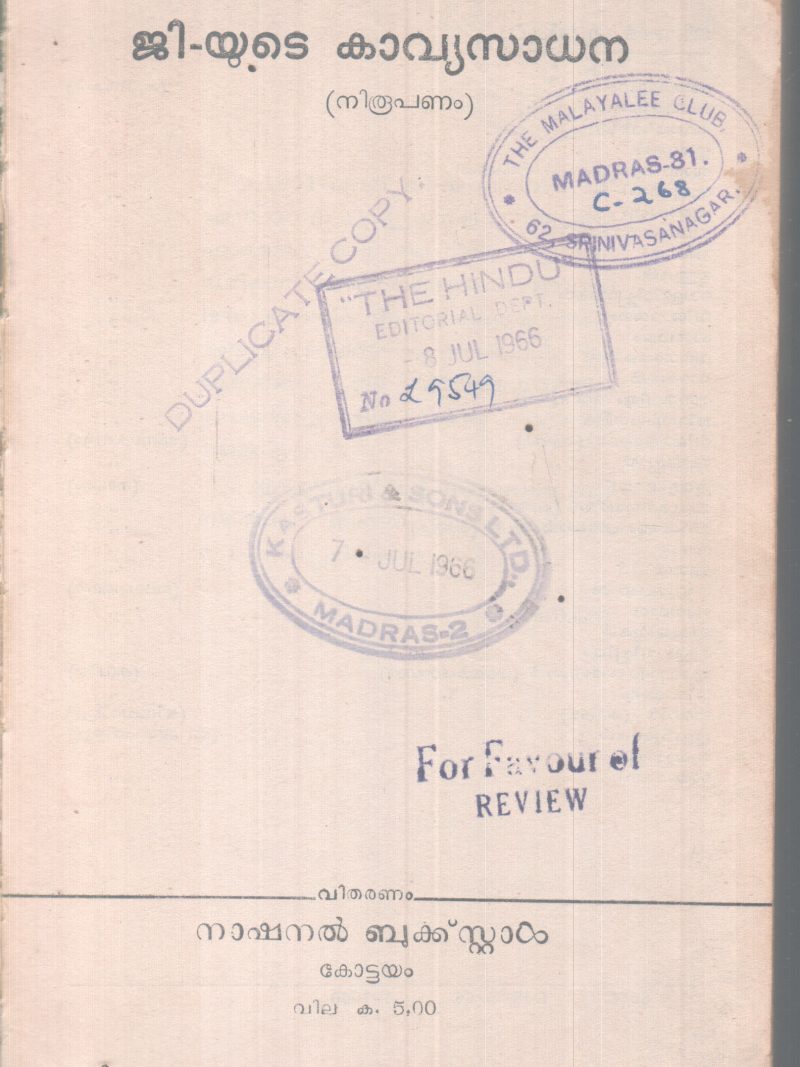 ജി-യുടെ കാവ്യസാധന
(നിരൂപണം)
THE MALAYALEE CLUB,
MADRAS-31.
C-268
62, SRINIVASANAGAR.
DUPLICATE COPY
"THE HINDU"
EDITORIAL DEPT.
- 8 JUL 1966
No 29549
KASTURI & SONS LTD.,
7 - JUL 1966
MADRAS-2
For Favour of
REVIEW
വിതരണം
നാഷനൽ ബുക്ക്സ്റ്റാൾ
കോട്ടയം
വില ക. 5,00